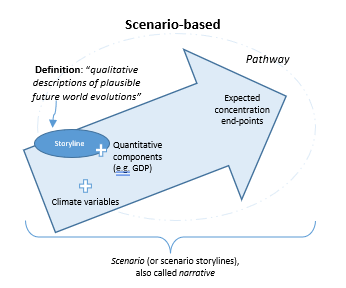 Scenario-based
Pathway
Definition: “qualitative
descriptions of plausible
future world evolutions”
Expected
concentration
end-points
Storyline
Quantitative
components
(e.g. GDP)
Climate variables
Scenario (or scenario storylines),
also called narrative